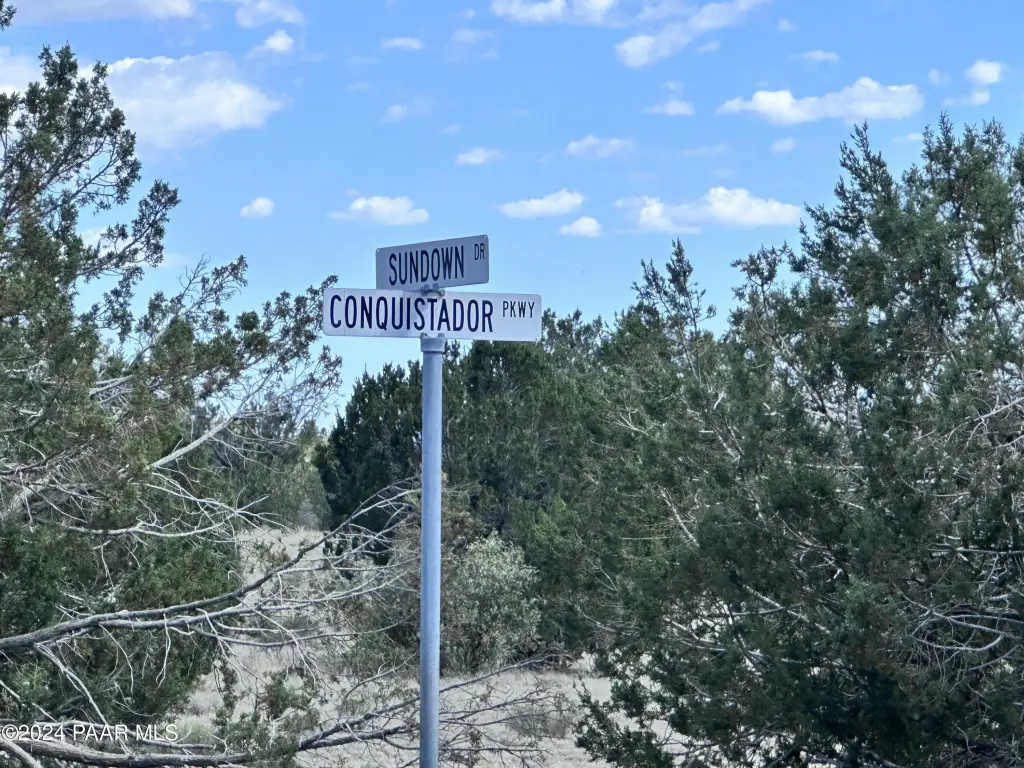 SUNDOWN DR
CONQUISTADOR PKWY
©2024 PAAR MLS